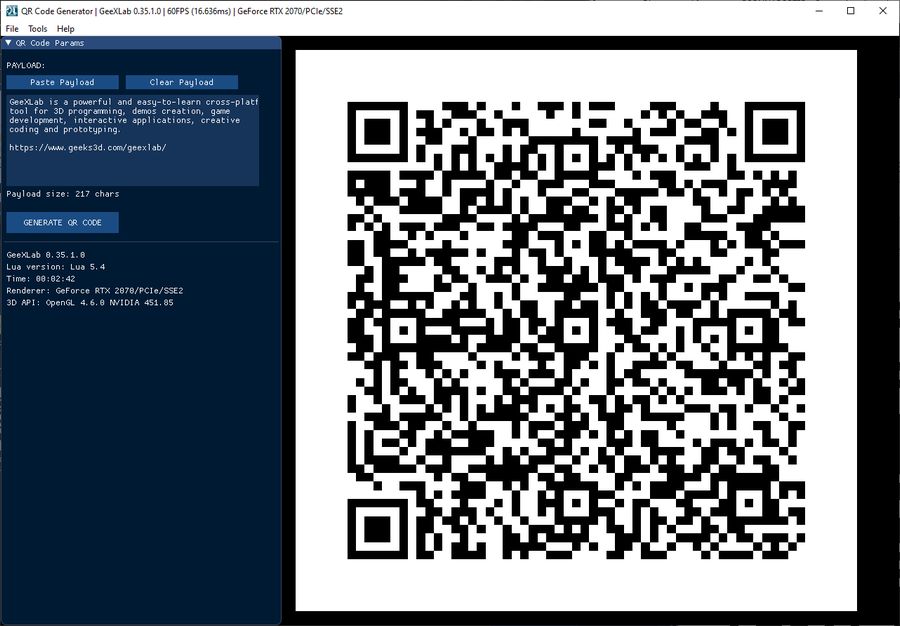 QR Code Generator | GeeXLab 0.35.1.0 | 60FPS (16.636ms) | GeForce RTX 2070/PCIe/SSE2
File Tools Help
QR Code Params
PAYLOAD:
Paste Payload Clear Payload
GeeXLab is a powerful and easy-to-learn cross-platf
tool for 3D programming, demos creation, game
development, interactive applications, creative
coding and prototyping.
https://www.geeks3d.com/geexlab/
Payload size: 217 chars
GENERATE QR CODE
GeeXLab 0.35.1.0
Lua version: Lua 5.4
Time: 00:02:42
Renderer: GeForce RTX 2070/PCIe/SSE2
3D API: OpenGL 4.6.0 NVIDIA 451.85